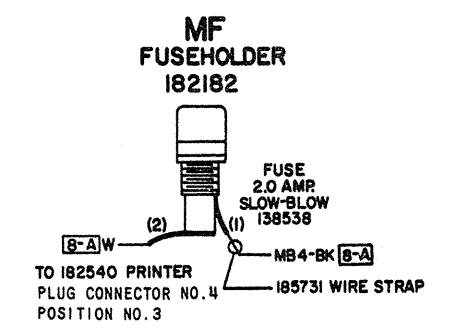 MF
FUSEHOLDER
182182
FUSE
2.0 AMP.
SLOW-BLOW
138538
(2)
(1)
8-A W
MB4-BK 8-A
TO 182540 PRINTER
PLUG CONNECTOR NO.4
POSITION NO.3
185731 WIRE STRAP